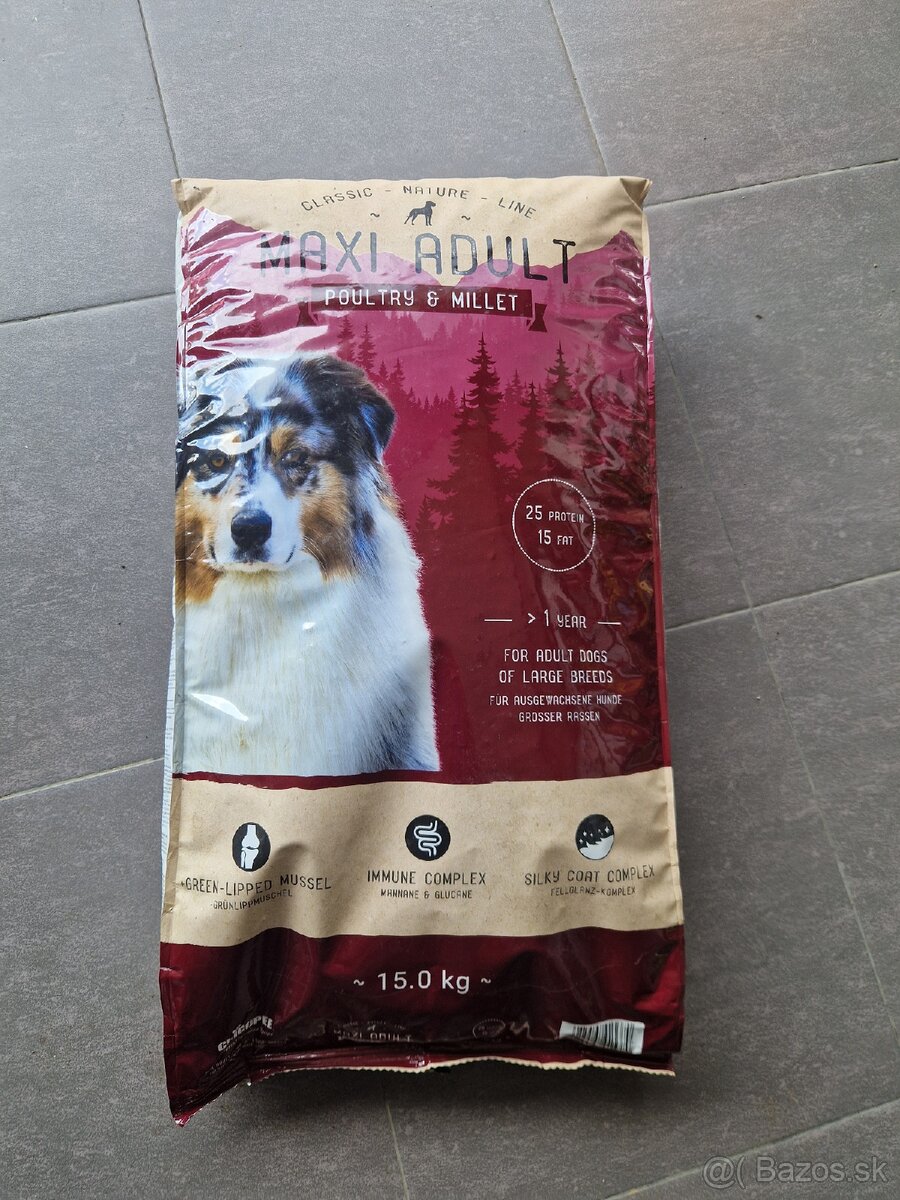 CLASSIC - NATURE - LINE
~ ~
MAXI ADULT
POULTRY & MILLET
25 PROTEIN
15 FAT
> 1 YEAR
FOR ADULT DOGS
OF LARGE BREEDS
FÜR AUSGEWACHSENE HUNDE
GROSSER RASSEN
+GREEN-LIPPED MUSSEL
GRÜNLIPPMUSCHEL
IMMUNE COMPLEX
MANNANE & GLUCANE
SILKY COAT COMPLEX
FELLGLANZ-KOMPLEX
~ 15.0 kg ~
MAXI ADULT
@( Bazos.sk